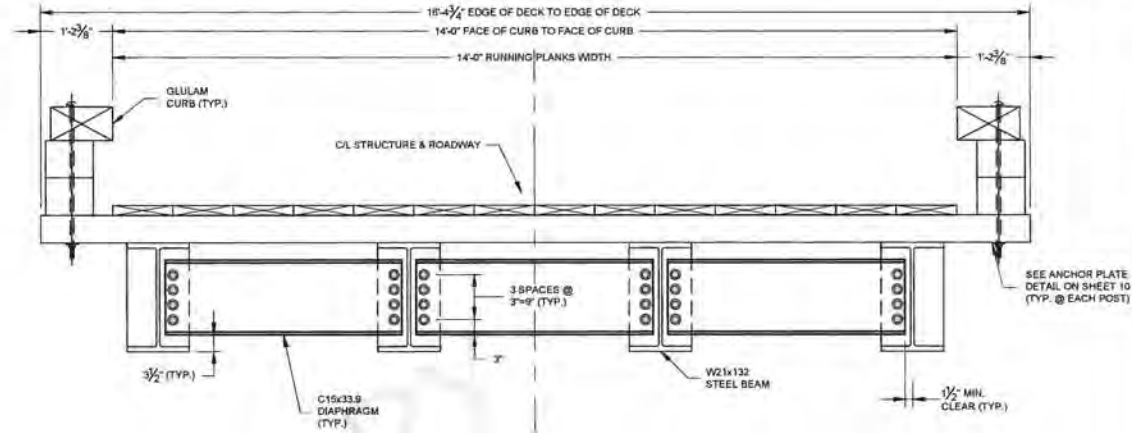 16'-4¾" EDGE OF DECK TO EDGE OF DECK
1'-2⅜"
14'-0" FACE OF CURB TO FACE OF CURB
14'-0" RUNNING PLANKS WIDTH
1'-2⅜"
GLULAM
CURB (TYP.)
C/L STRUCTURE & ROADWAY
3 SPACES @
3"=9" (TYP.)
SEE ANCHOR PLATE
DETAIL ON SHEET 10
(TYP. @ EACH POST)
3½" (TYP.)
3"
C15x33.9
DIAPHRAGM
(TYP.)
W21x132
STEEL BEAM
1½" MIN.
CLEAR (TYP.)